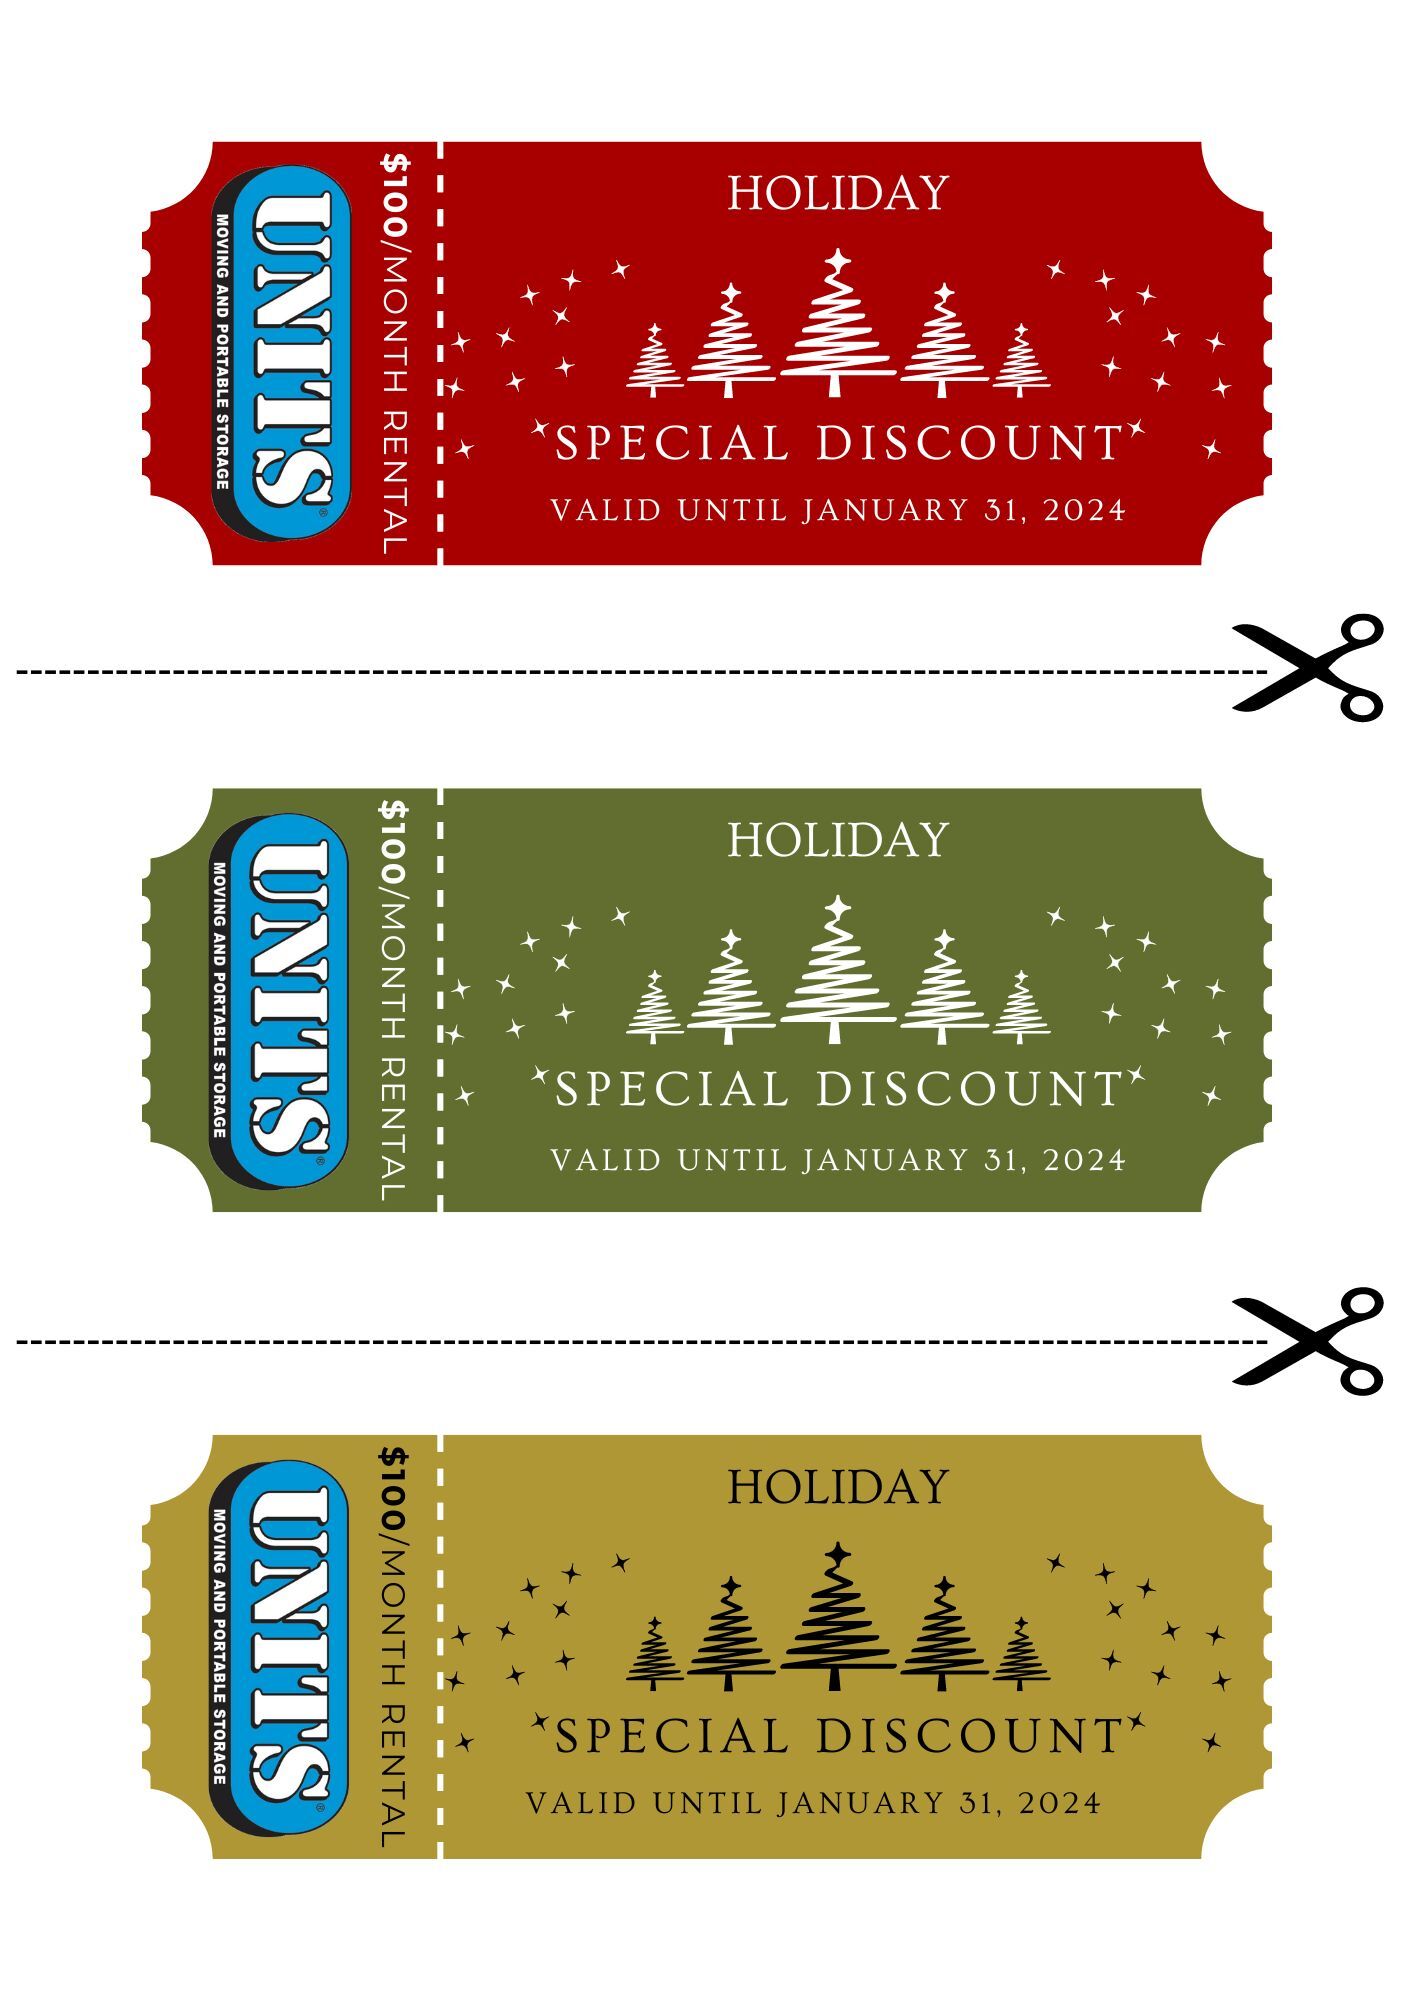 UNITS®
MOVING AND PORTABLE STORAGE
$100/MONTH RENTAL
HOLIDAY
SPECIAL DISCOUNT
VALID UNTIL JANUARY 31, 2024
UNITS®
MOVING AND PORTABLE STORAGE
$100/MONTH RENTAL
HOLIDAY
SPECIAL DISCOUNT
VALID UNTIL JANUARY 31, 2024
UNITS®
MOVING AND PORTABLE STORAGE
$100/MONTH RENTAL
HOLIDAY
SPECIAL DISCOUNT
VALID UNTIL JANUARY 31, 2024